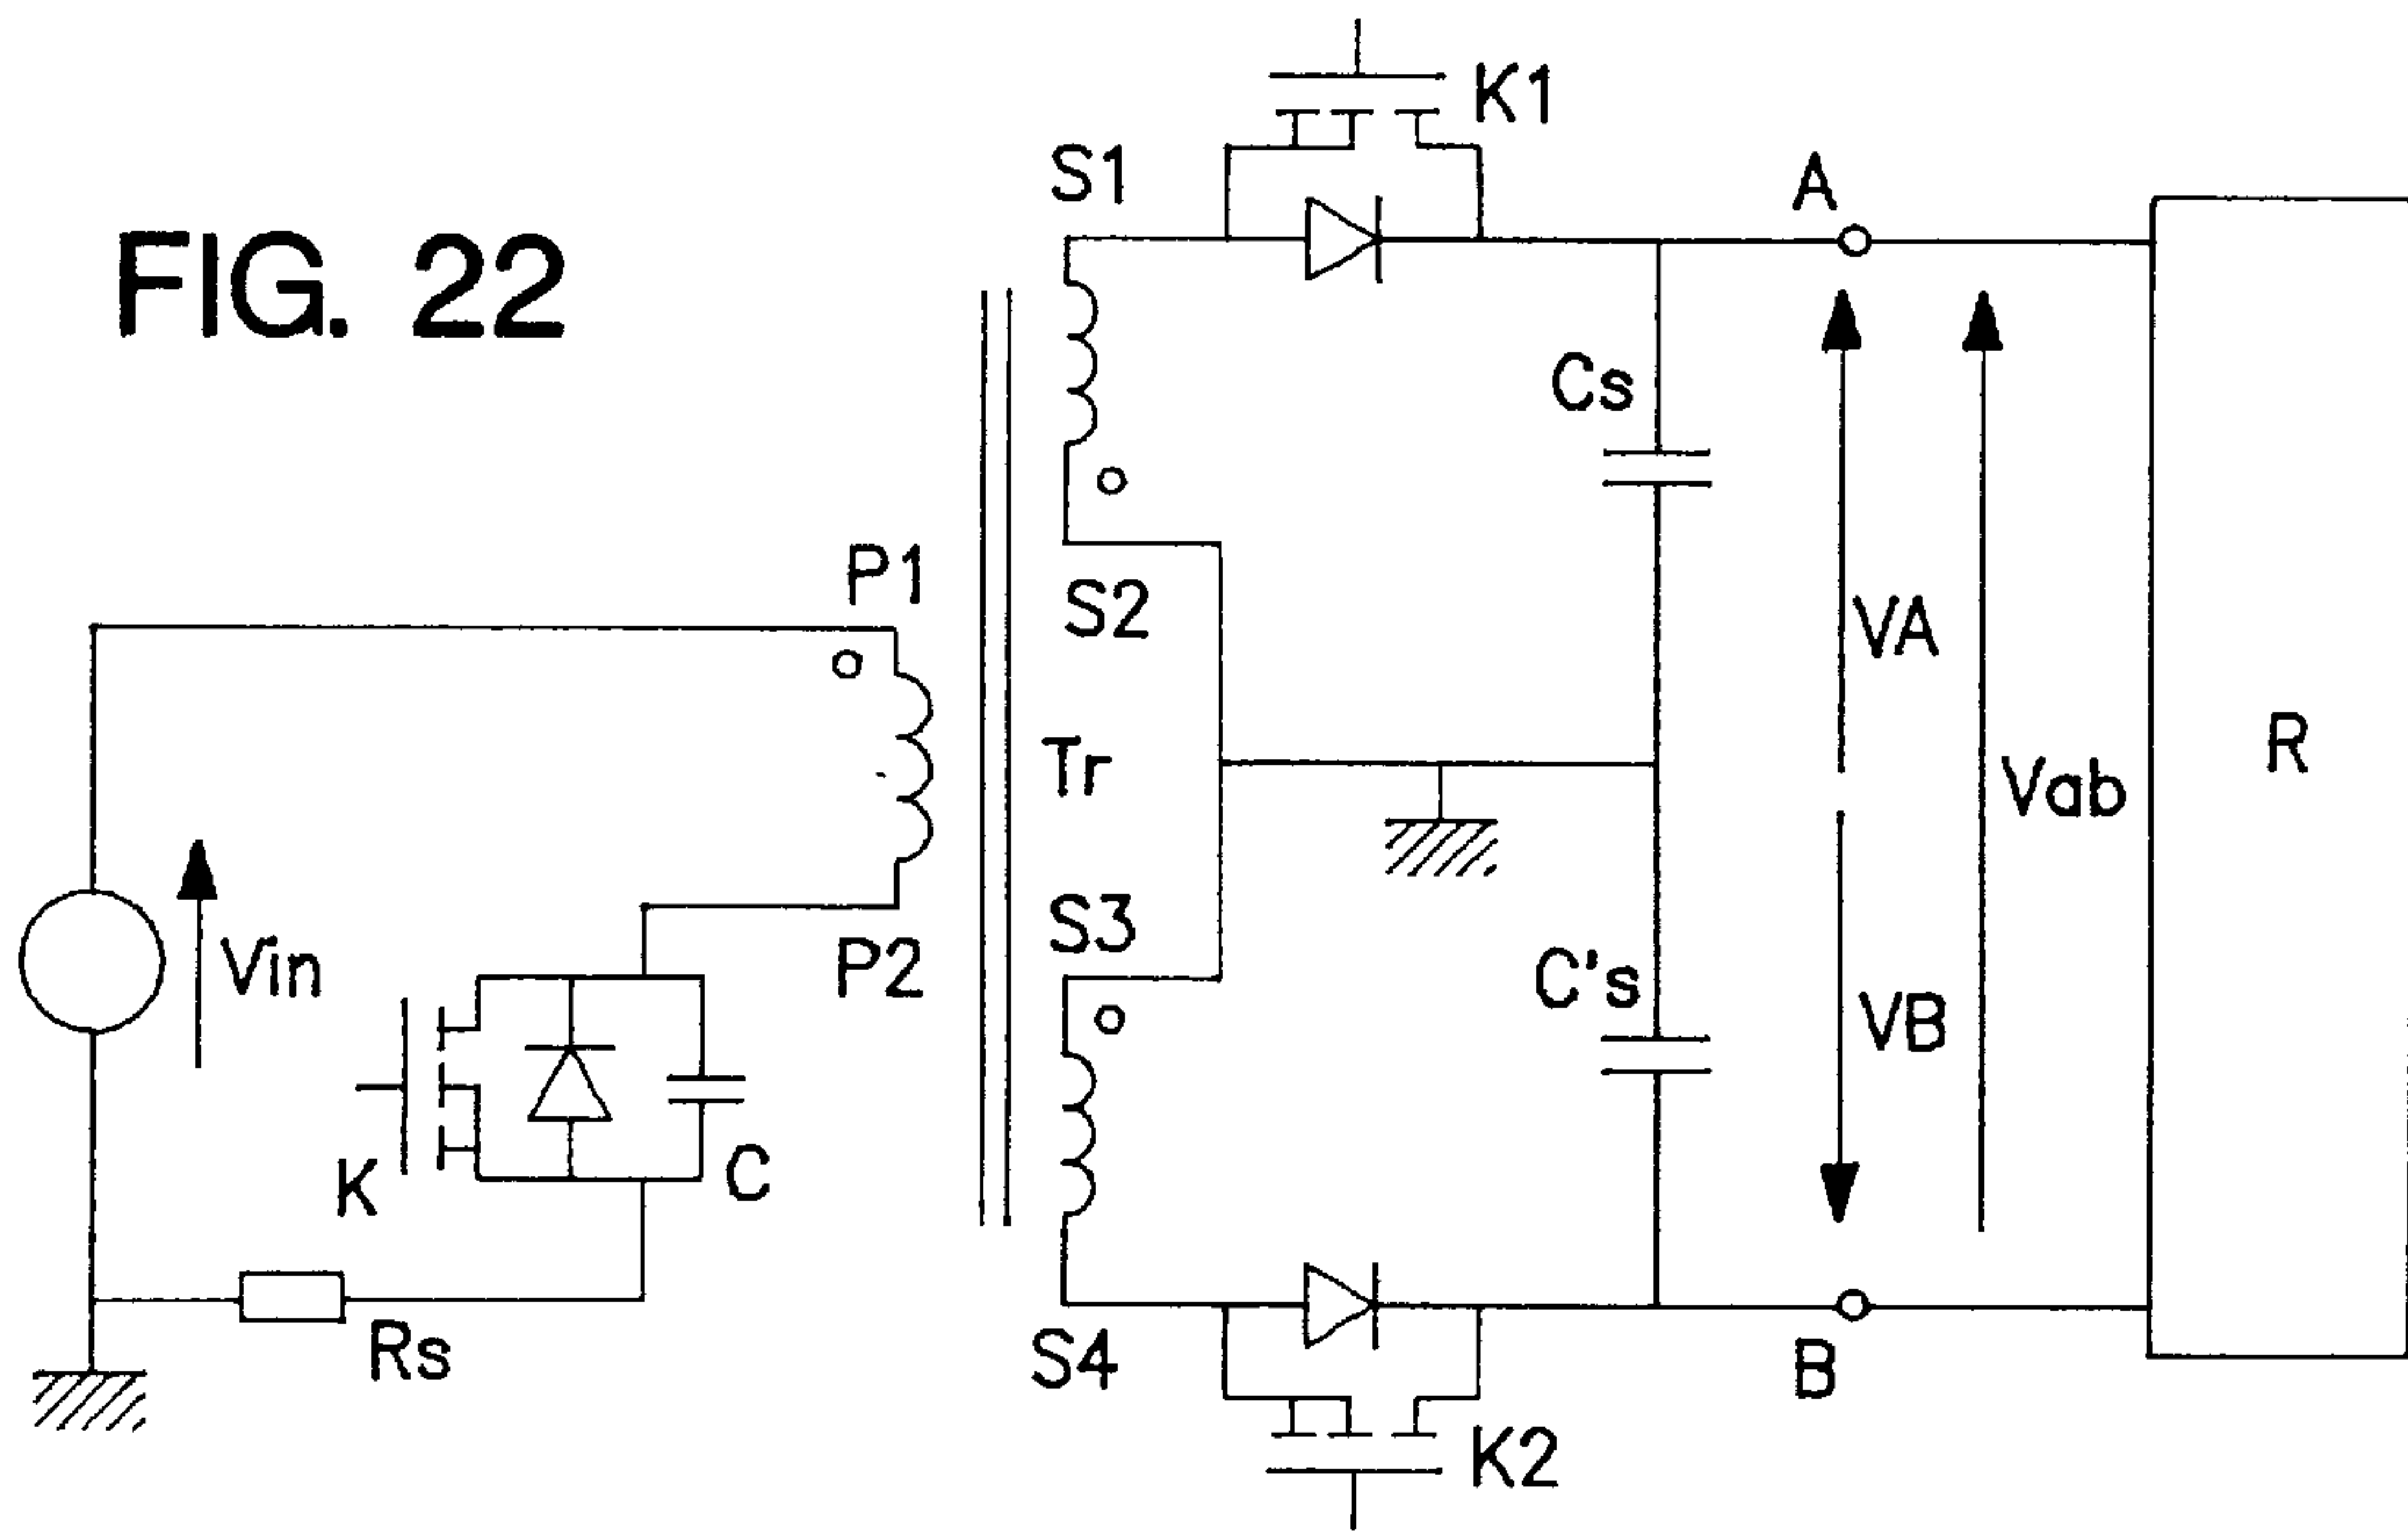 FIG. 22
K1
S1
A
Cs
P1
S2
VA
Tr
R
Vab
S3
Vin
P2
C's
VB
K
C
Rs
S4
B
K2